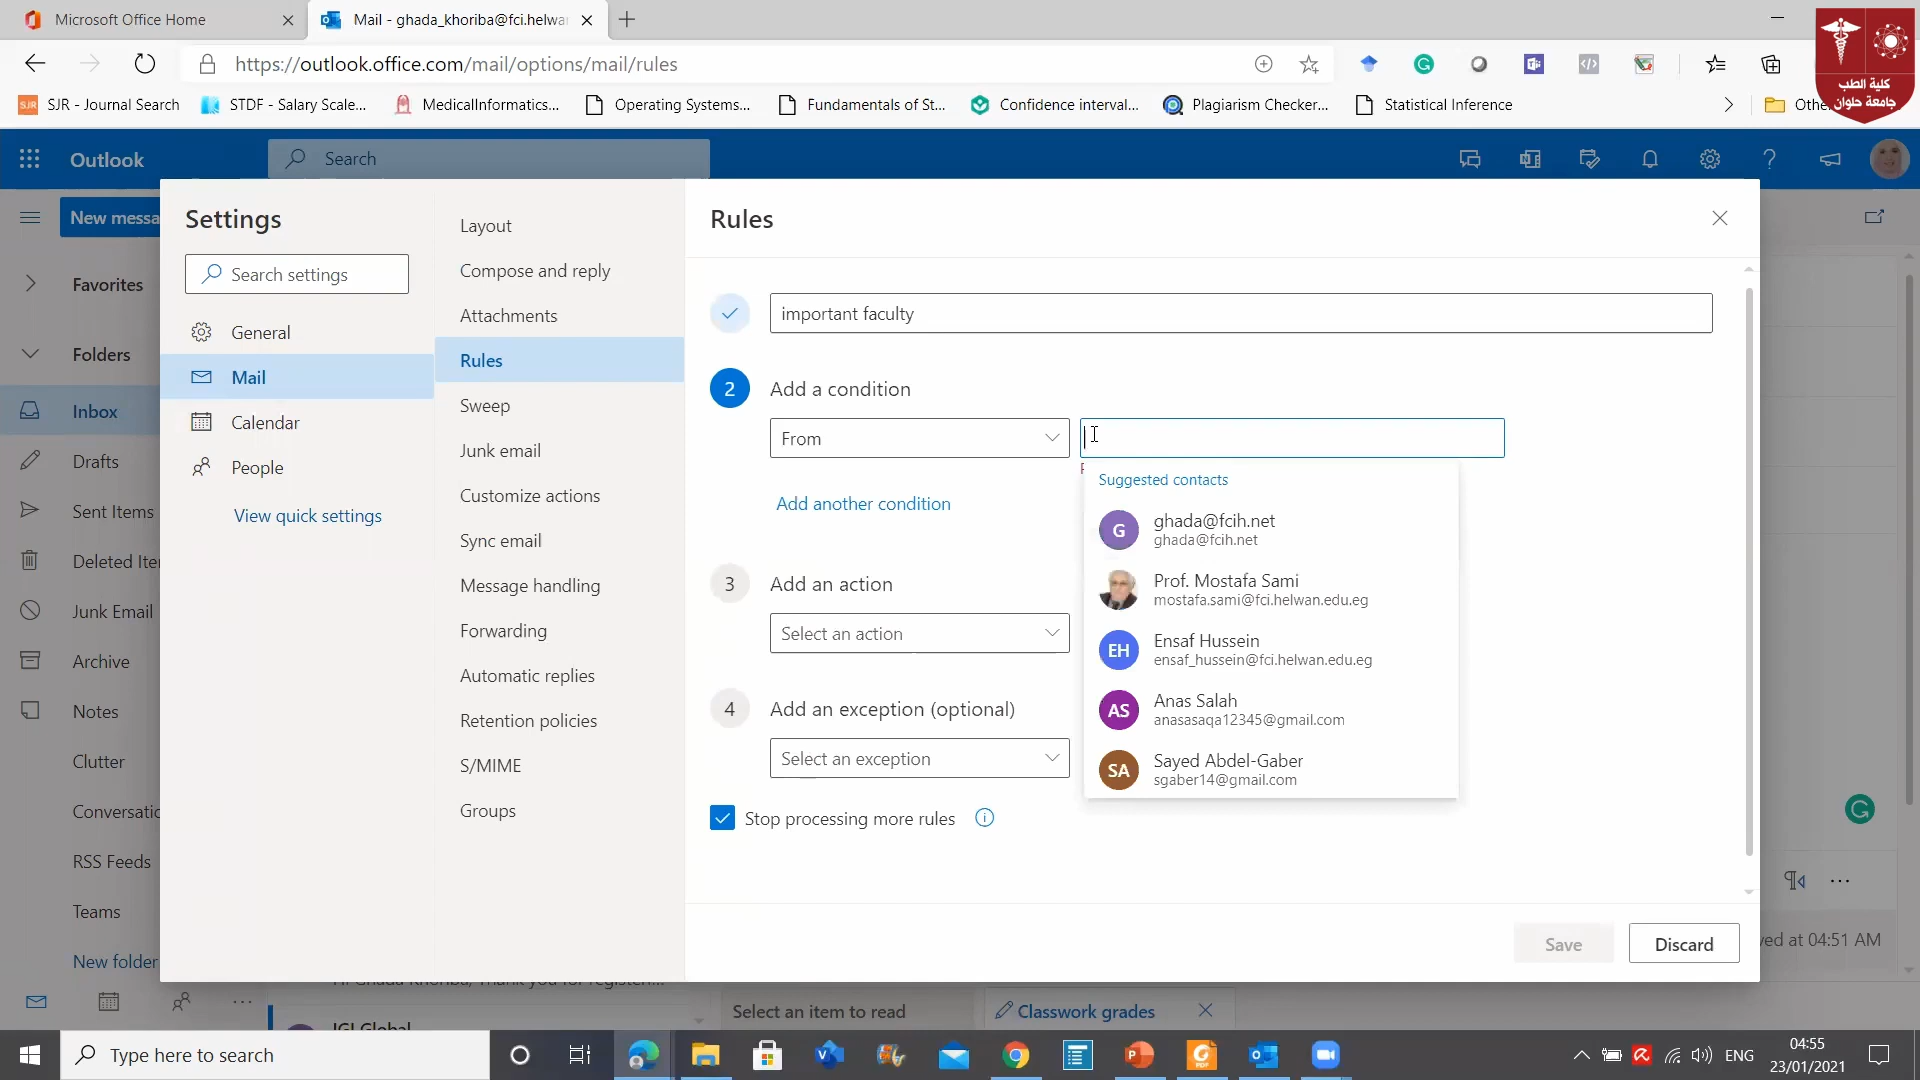 Microsoft Office Home
Mail - ghada_khoriba@fci.helwa
https://outlook.office.com/mail/options/mail/rules
SJR SJR - Journal Search
STDF - Salary Scale...
MedicalInformatics...
Operating Systems...
Fundamentals of St...
Confidence interval...
Plagiarism Checker...
Statistical Inference
كلية الطب
جامعة حلوان
Outlook
Search
New messa
Favorites
Folders
Inbox
Drafts
Sent Items
Deleted Ite
Junk Email
Archive
Notes
Clutter
Conversatio
RSS Feeds
Teams
New folder
Settings
Search settings
General
Mail
Calendar
People
View quick settings
Layout
Compose and reply
Attachments
Rules
Sweep
Junk email
Customize actions
Sync email
Message handling
Forwarding
Automatic replies
Retention policies
S/MIME
Groups
Rules
important faculty
2 Add a condition
From
Add another condition
Suggested contacts
G ghada@fcih.net
ghada@fcih.net
Prof. Mostafa Sami
mostafa.sami@fci.helwan.edu.eg
EH Ensaf Hussein
ensaf_hussein@fci.helwan.edu.eg
AS Anas Salah
anasasaqa12345@gmail.com
SA Sayed Abdel-Gaber
sgaber14@gmail.com
3 Add an action
Select an action
4 Add an exception (optional)
Select an exception
Stop processing more rules
Save
Discard
ved at 04:51 AM
IGI Global
Select an item to read
Classwork grades
Type here to search
ENG
04:55
23/01/2021